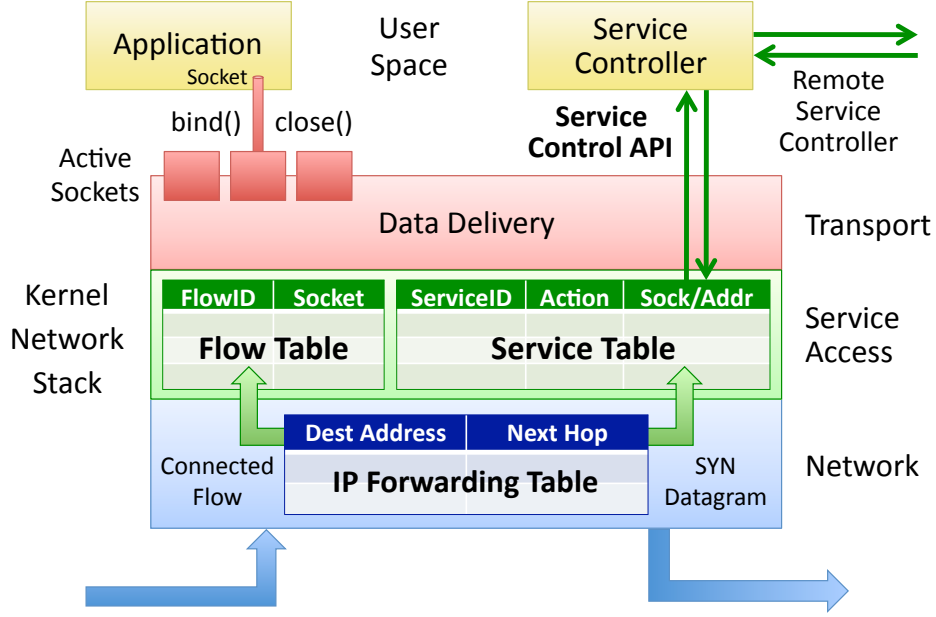 Application
Socket
User
Space
Service
Controller
Remote
Service
Controller
bind()
close()
Service
Control API
Active
Sockets
Data Delivery
Transport
Kernel
Network
Stack
FlowID
Socket
Flow Table
ServiceID
Action
Sock/Addr
Service Table
Service
Access
Dest Address
Next Hop
IP Forwarding Table
Connected
Flow
SYN
Datagram
Network